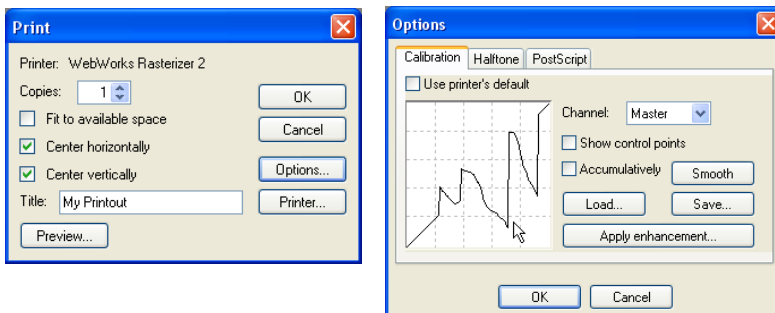 Print
Printer: WebWorks Rasterizer 2
Copies: 1
OK
Fit to available space
Cancel
Center horizontally
Center vertically
Options...
Title: My Printout
Printer...
Preview...
Options
Calibration Halftone PostScript
Use printer's default
Channel: Master
Show control points
Accumulatively Smooth
Load... Save...
Apply enhancement...
OK Cancel